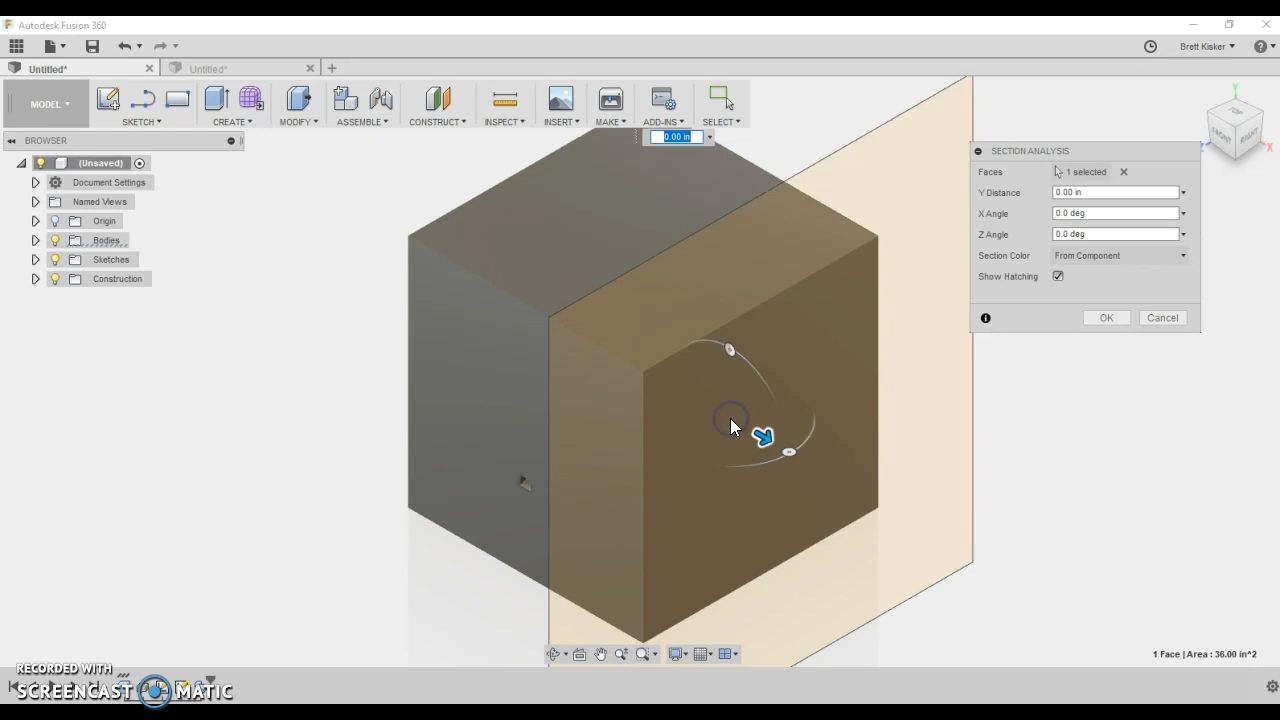 Autodesk Fusion 360
Brett Kisker
Untitled*
Untitled*
MODEL
SKETCH
CREATE
MODIFY
ASSEMBLE
CONSTRUCT
INSPECT
INSERT
MAKE
ADD-INS
SELECT
0.00 in
BROWSER
(Unsaved)
Document Settings
Named Views
Origin
Bodies
Sketches
Construction
TOP
FRONT
RIGHT
Y
X
Z
SECTION ANALYSIS
Faces 1 selected
Y Distance 0.00 in
X Angle 0.0 deg
Z Angle 0.0 deg
Section Color From Component
Show Hatching
OK Cancel
1 Face | Area : 36.00 in^2
RECORDED WITH
SCREENCAST MATIC